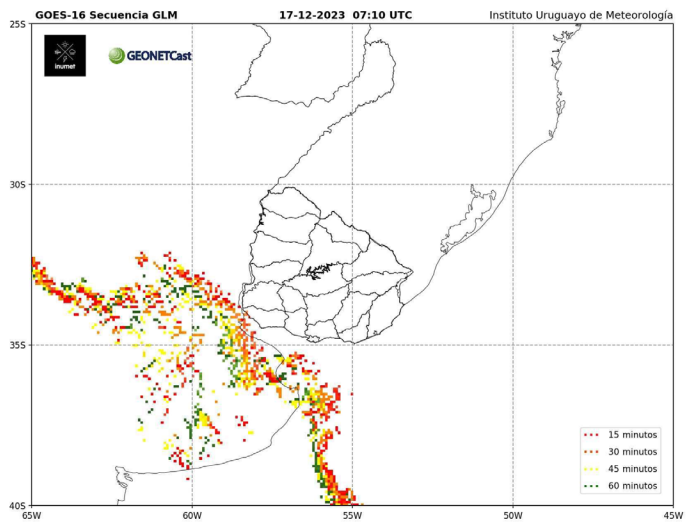 GOES-16 Secuencia GLM 17-12-2023 07:10 UTC Instituto Uruguayo de Meteorología
25S
inumet
GEONETCast
30S
35S
15 minutos
30 minutos
45 minutos
60 minutos
40S
65W 60W 55W 50W 45W